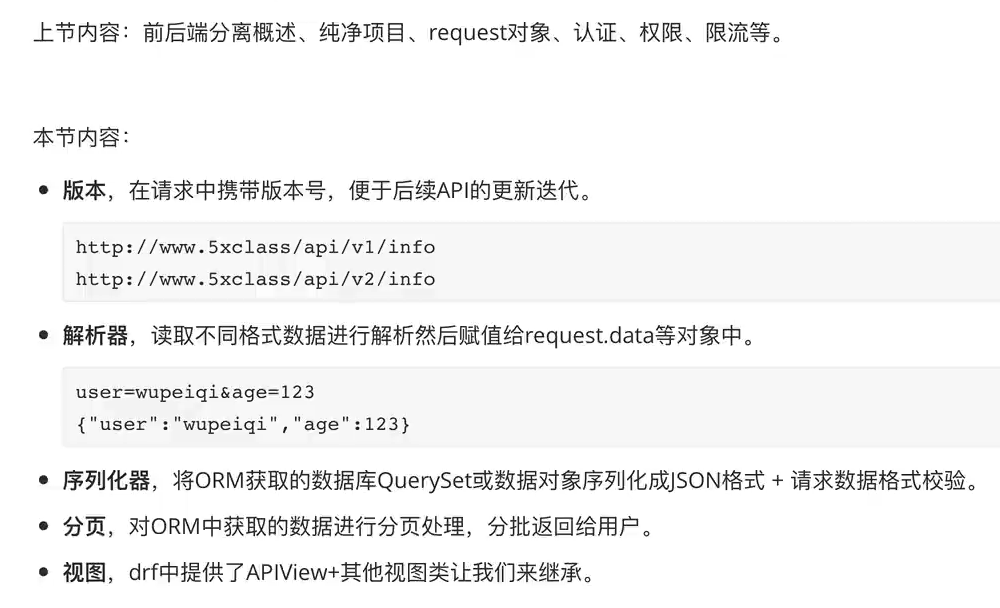 上节内容：前后端分离概述、纯净项目、request对象、认证、权限、限流等。
本节内容：
版本，在请求中携带版本号，便于后续API的更新迭代。
http://www.5xclass/api/v1/info
http://www.5xclass/api/v2/info
解析器，读取不同格式数据进行解析然后赋值给request.data等对象中。
user=wupeiqi&age=123
{"user":"wupeiqi","age":123}
序列化器，将ORM获取的数据库QuerySet或数据对象序列化成JSON格式 + 请求数据格式校验。
分页，对ORM中获取的数据进行分页处理，分批返回给用户。
视图，drf中提供了APIView+其他视图类让我们来继承。